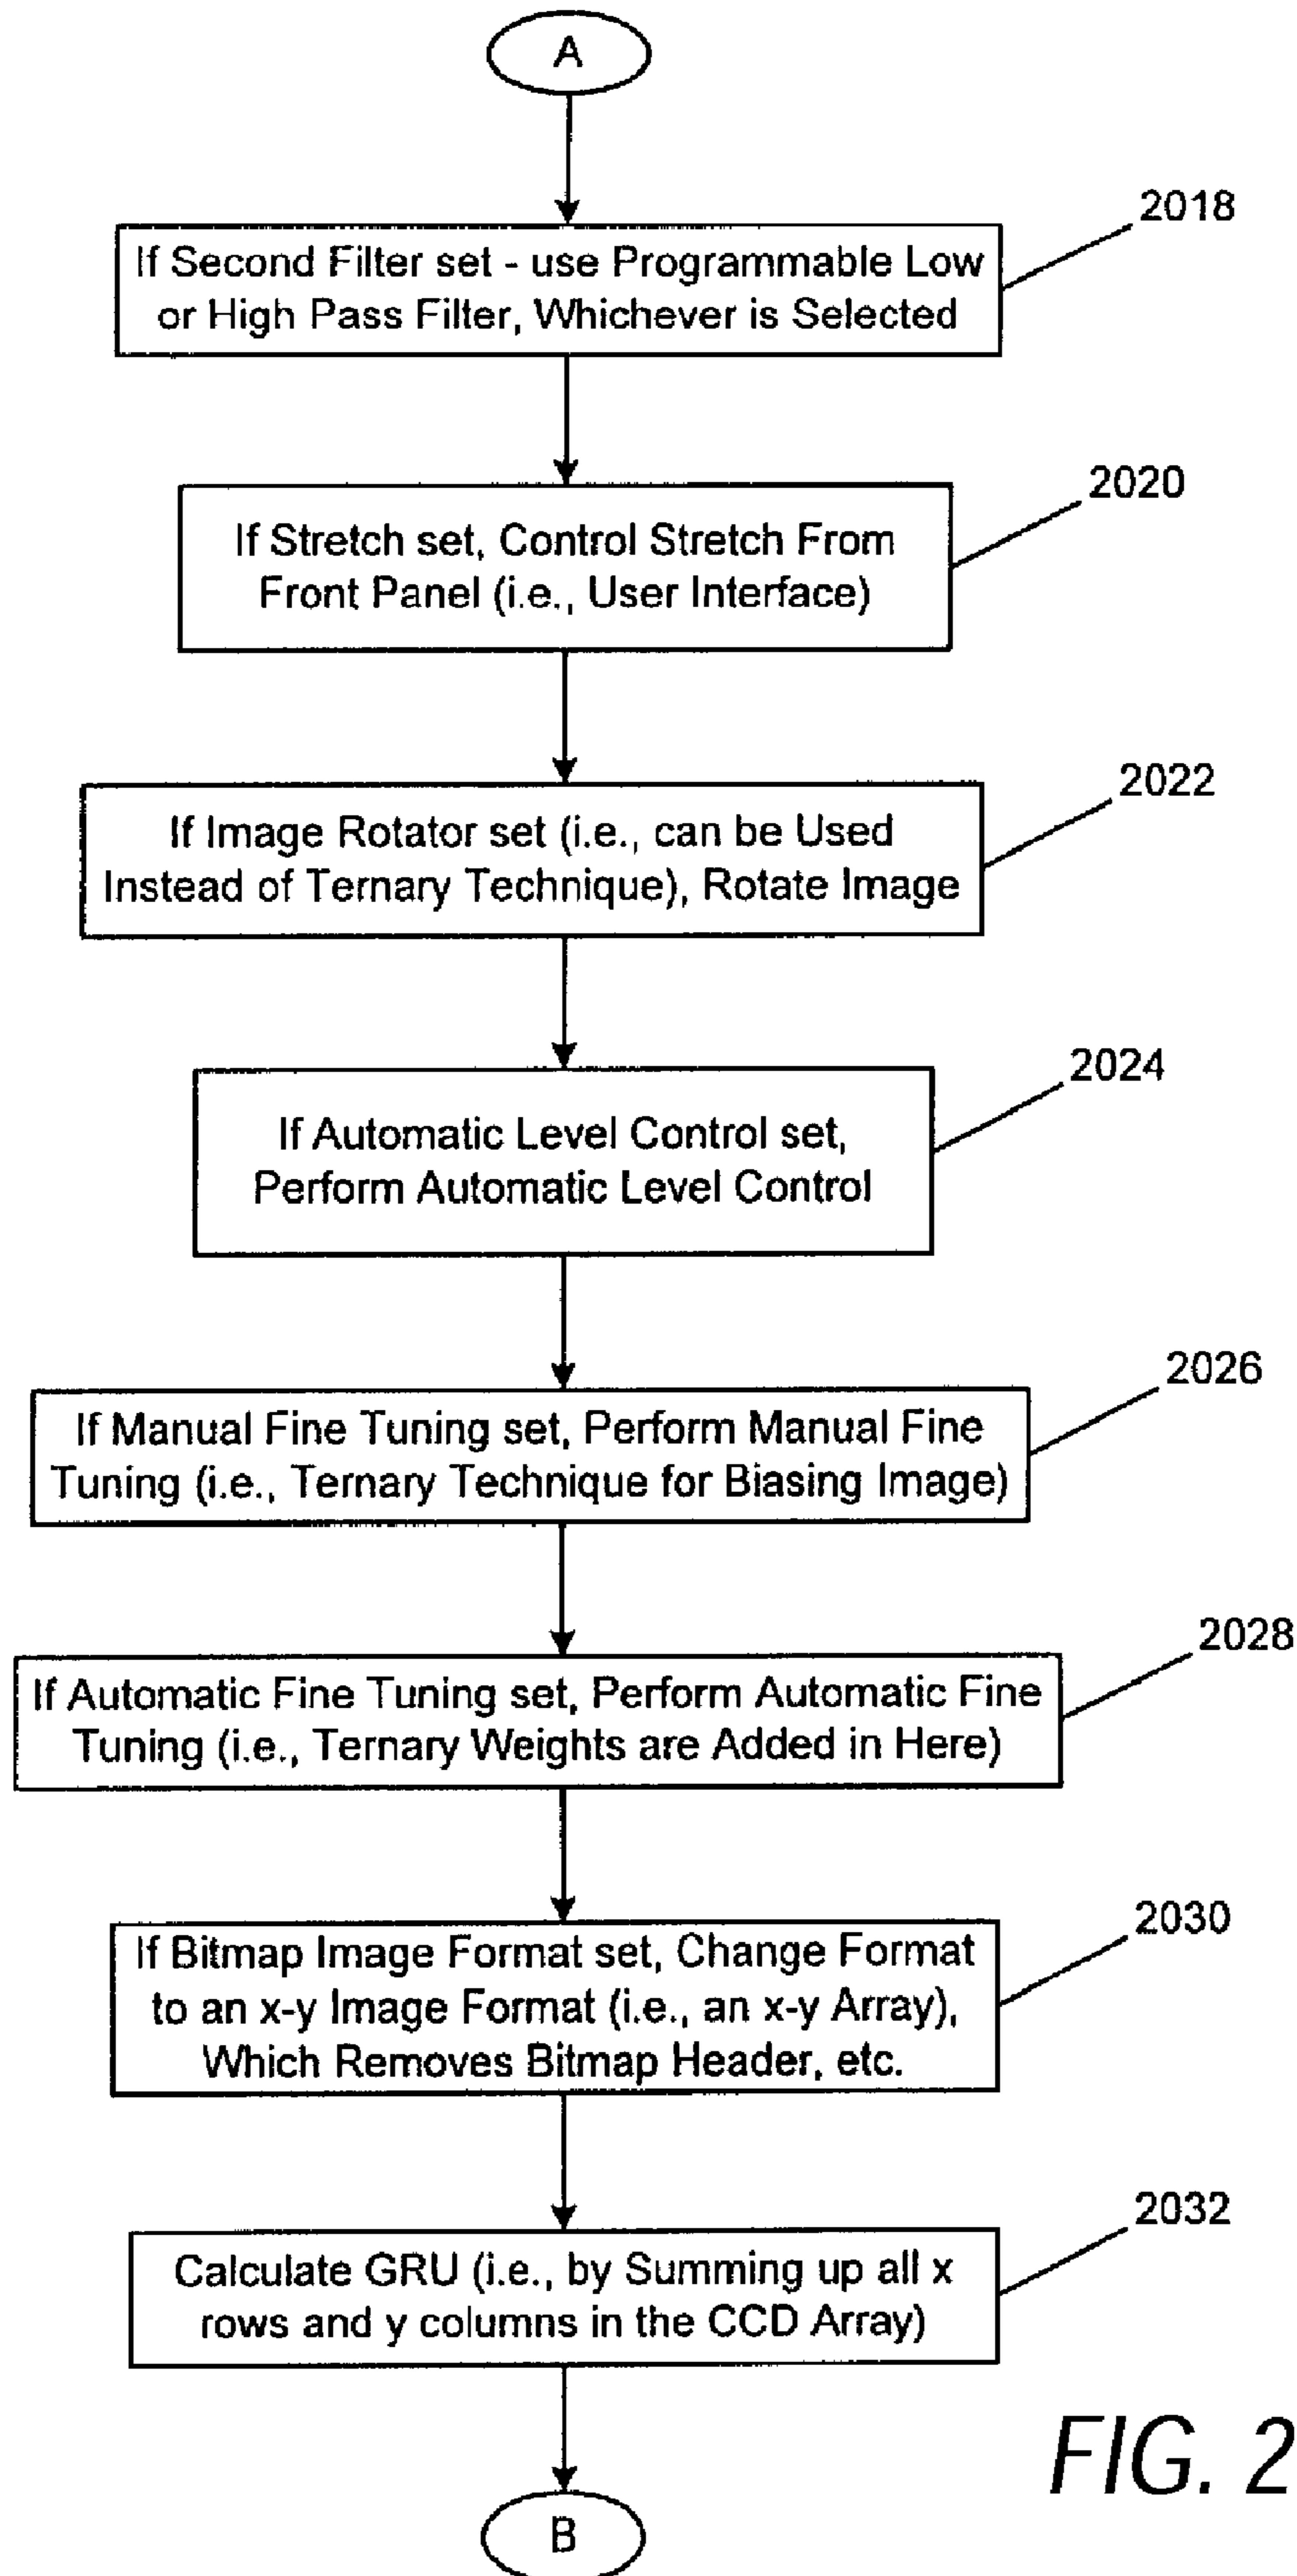 A
2018
If Second Filter set - use Programmable Low
or High Pass Filter, Whichever is Selected
2020
If Stretch set, Control Stretch From
Front Panel (i.e., User Interface)
2022
If Image Rotator set (i.e., can be Used
Instead of Ternary Technique), Rotate Image
2024
If Automatic Level Control set,
Perform Automatic Level Control
2026
If Manual Fine Tuning set, Perform Manual Fine
Tuning (i.e., Ternary Technique for Biasing Image)
2028
If Automatic Fine Tuning set, Perform Automatic Fine
Tuning (i.e., Ternary Weights are Added in Here)
2030
If Bitmap Image Format set, Change Format
to an x-y Image Format (i.e., an x-y Array),
Which Removes Bitmap Header, etc.
2032
Calculate GRU (i.e., by Summing up all x
rows and y columns in the CCD Array)
B
FIG. 2